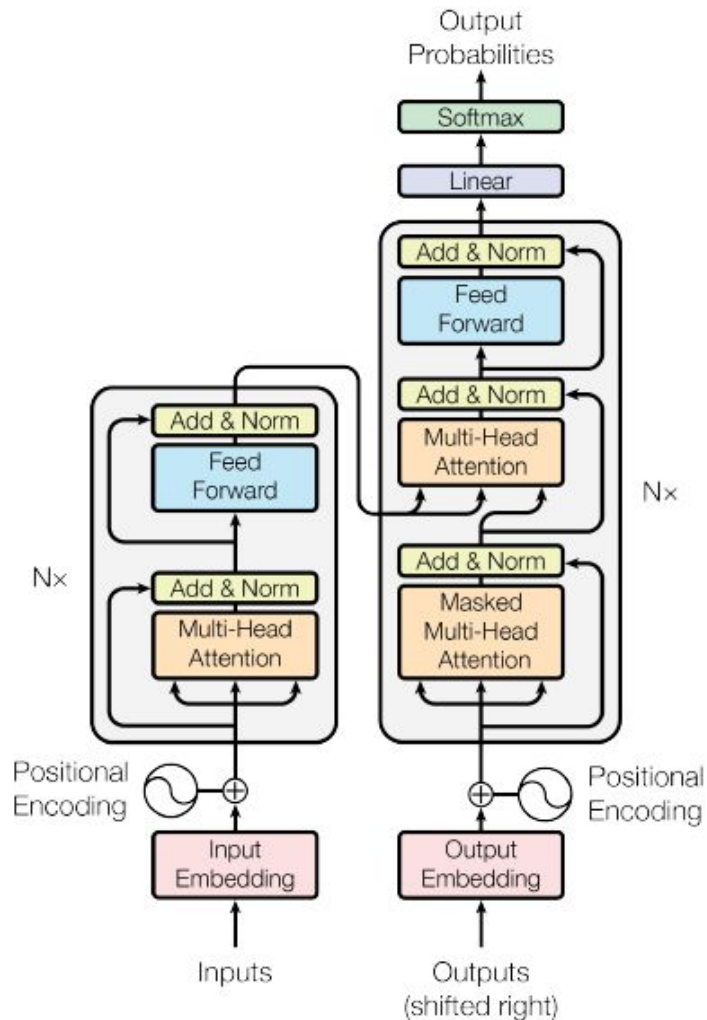 Output
Probabilities
Softmax
Linear
Add & Norm
Feed
Forward
Add & Norm
Multi-Head
Attention
Add & Norm
Masked
Multi-Head
Attention
N×
Add & Norm
Feed
Forward
Add & Norm
Multi-Head
Attention
N×
Positional
Encoding
Input
Embedding
Inputs
Positional
Encoding
Output
Embedding
Outputs
(shifted right)